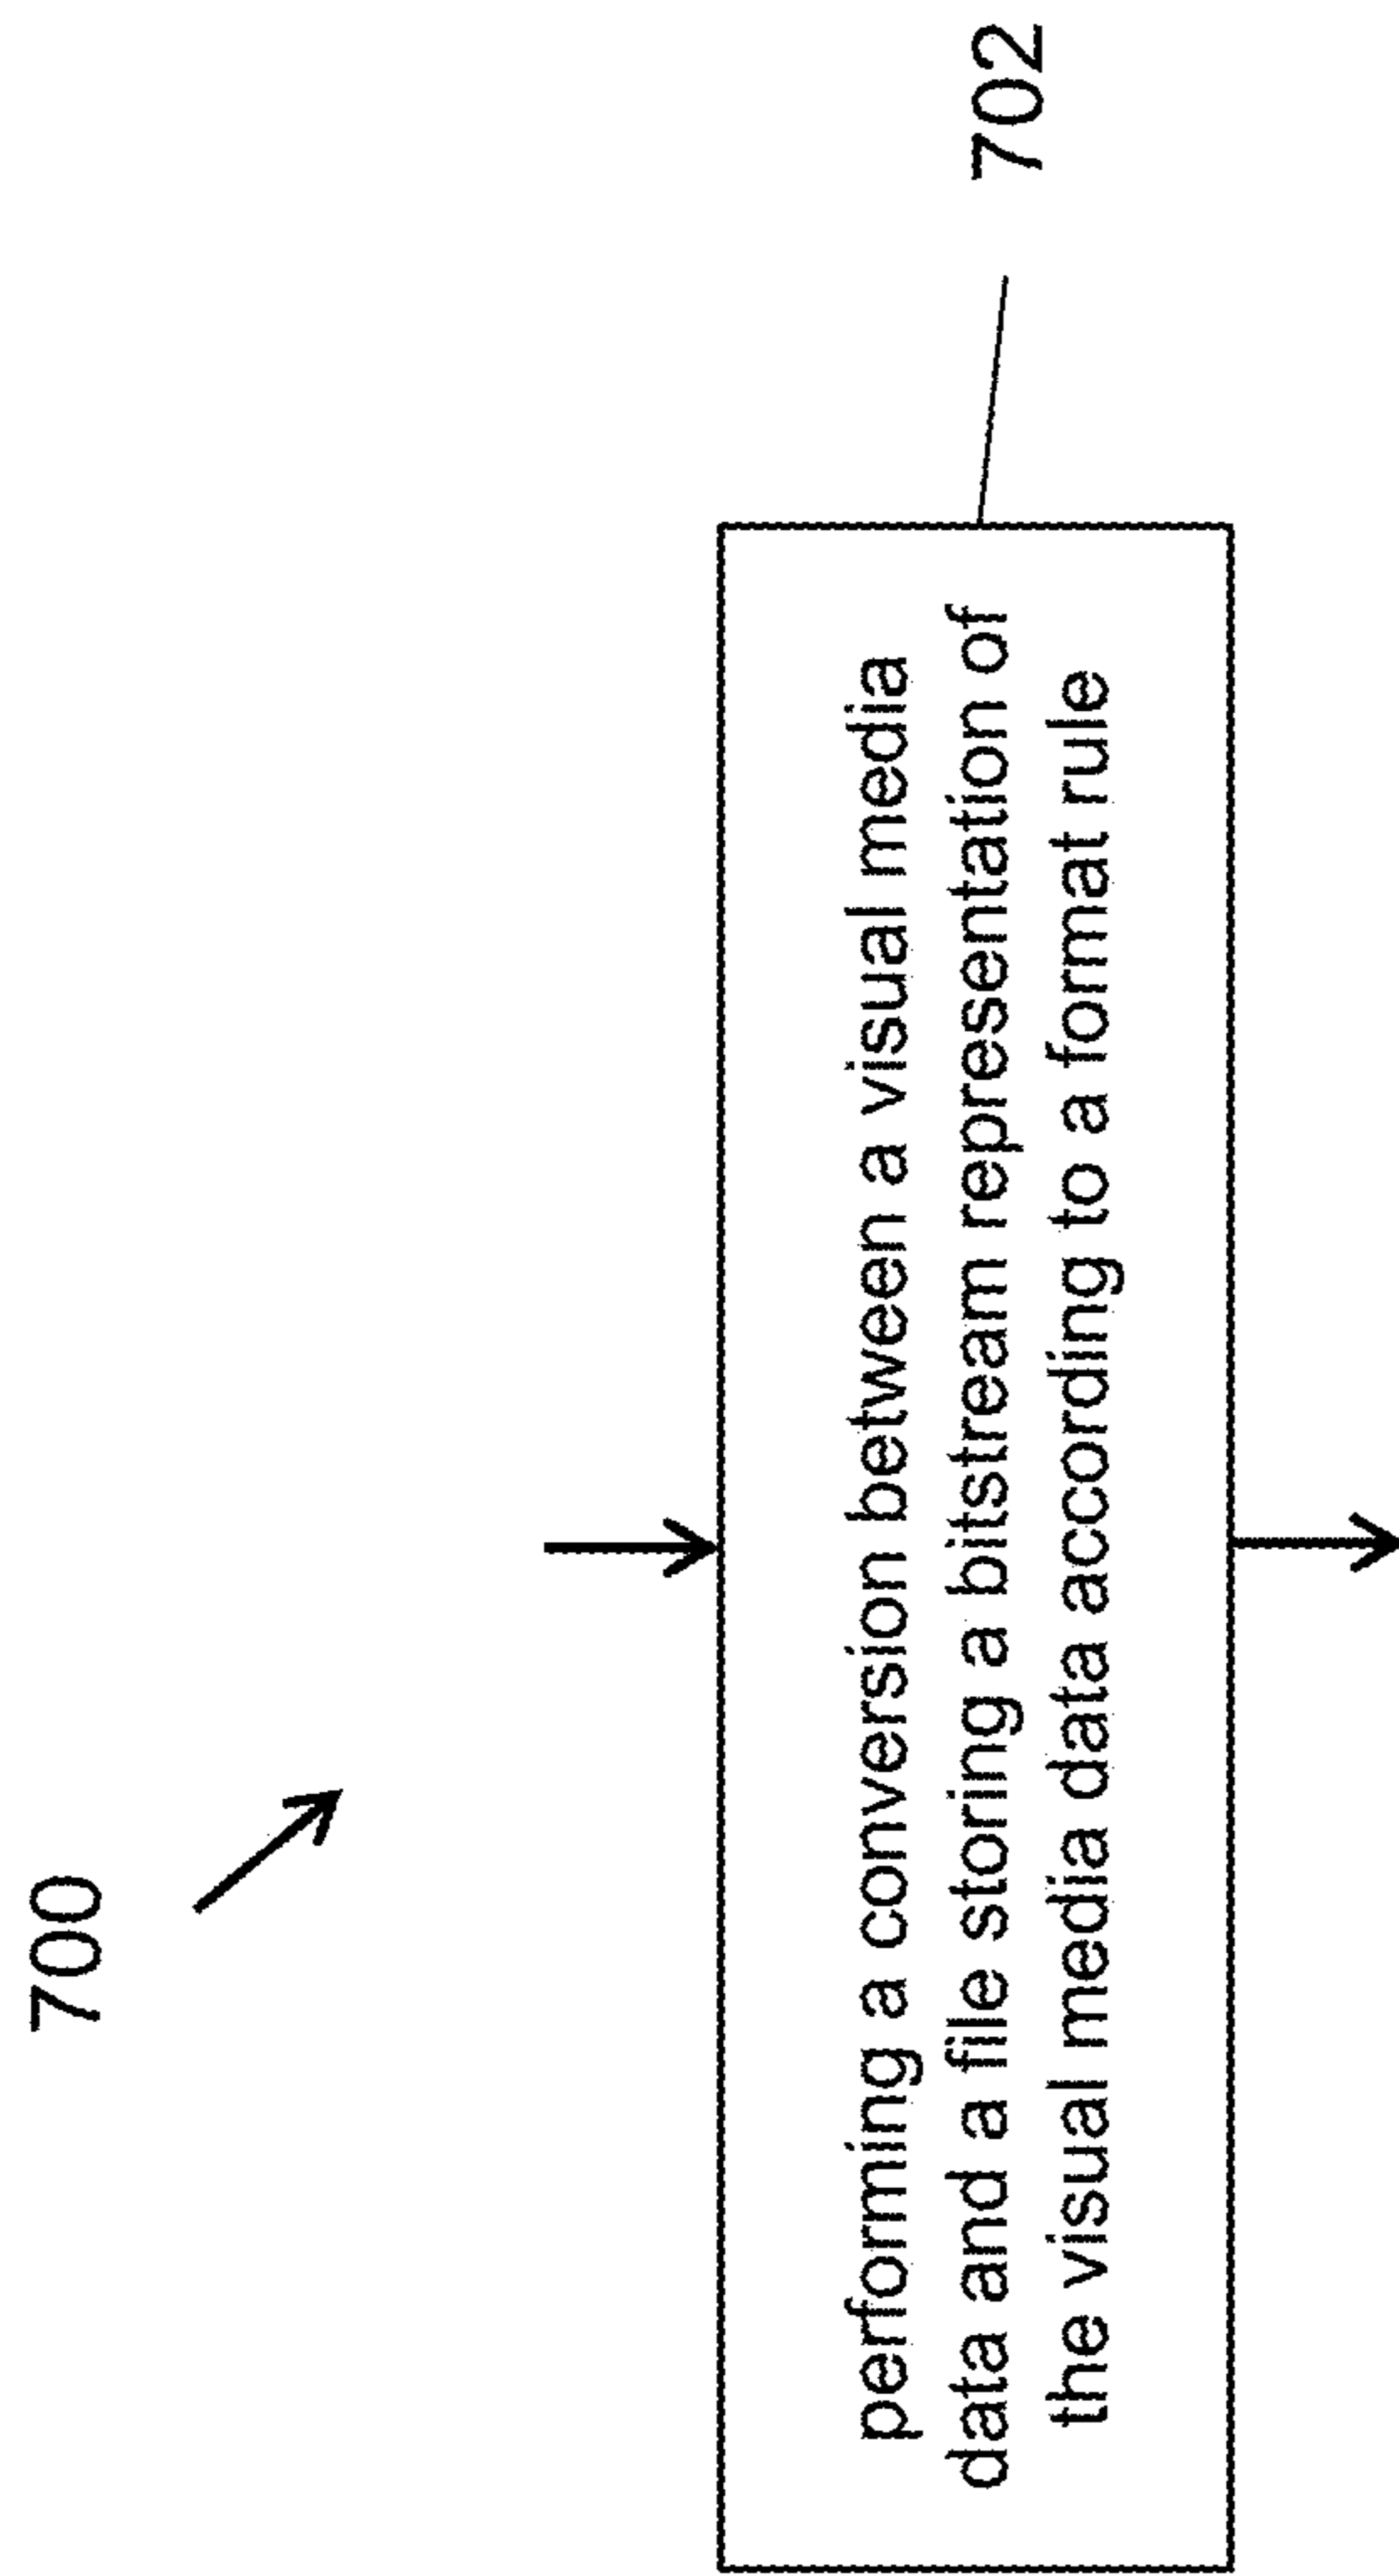 700
performing a conversion between a visual media
data and a file storing a bitstream representation of
the visual media data according to a format rule
702